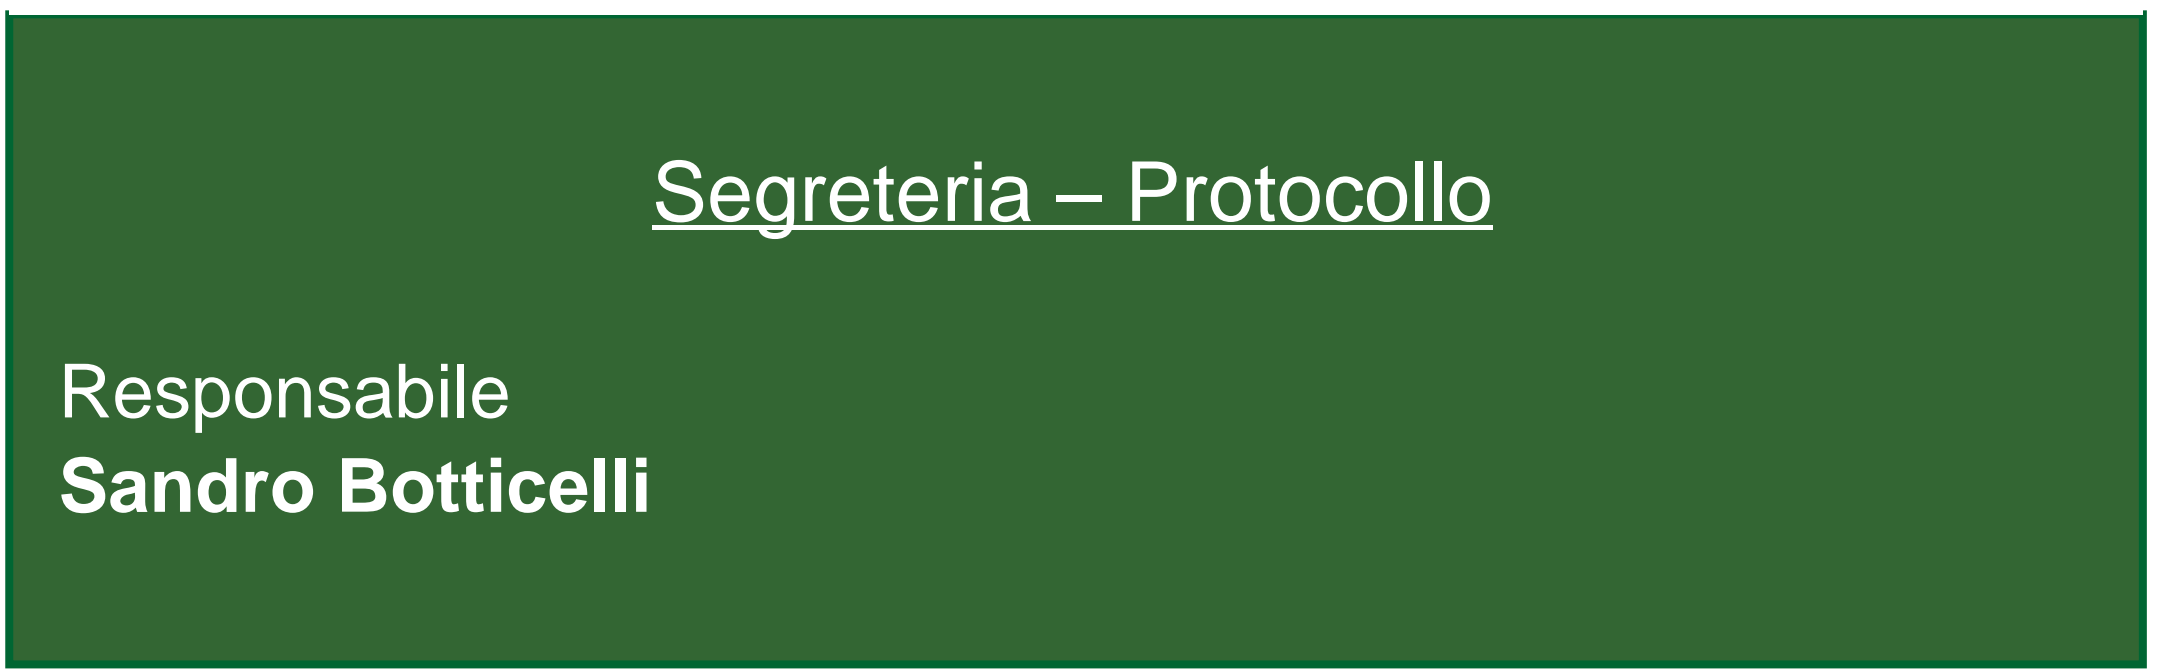 Segreteria – Protocollo
Responsabile
Sandro Botticelli